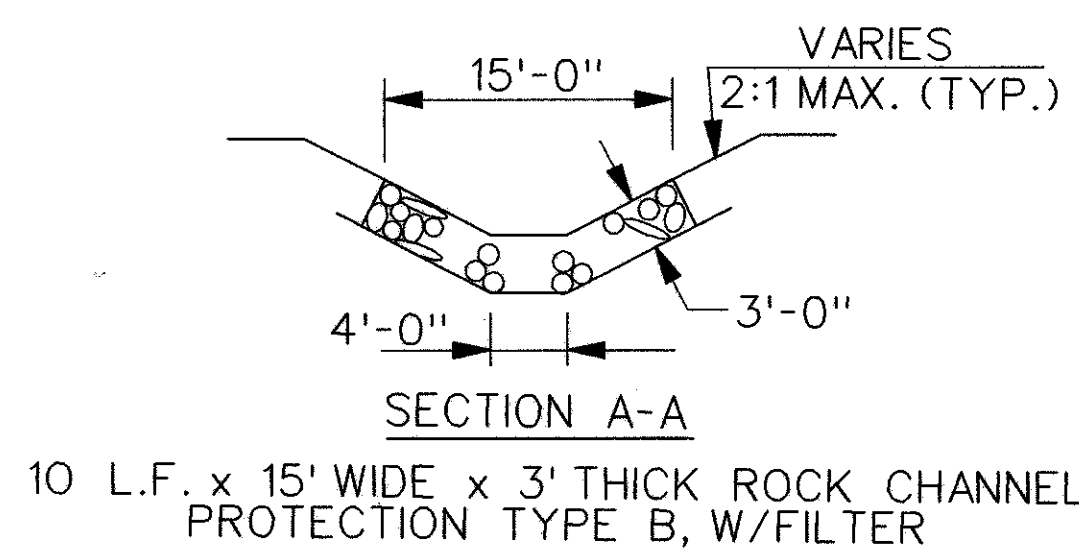 VARIES
15'-0"
2:1 MAX. (TYP.)
4'-0"
3'-0"
SECTION A-A
10 L.F. x 15' WIDE x 3' THICK ROCK CHANNEL
PROTECTION TYPE B, W/FILTER